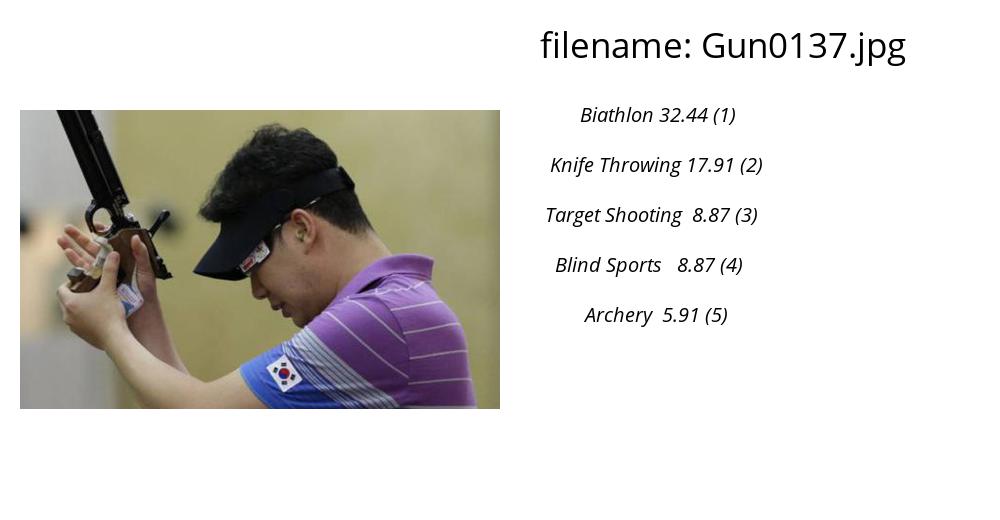 filename: Gun0137.jpg
Biathlon 32.44 (1)
Knife Throwing 17.91 (2)
Target Shooting 8.87 (3)
Blind Sports 8.87 (4)
Archery 5.91 (5)